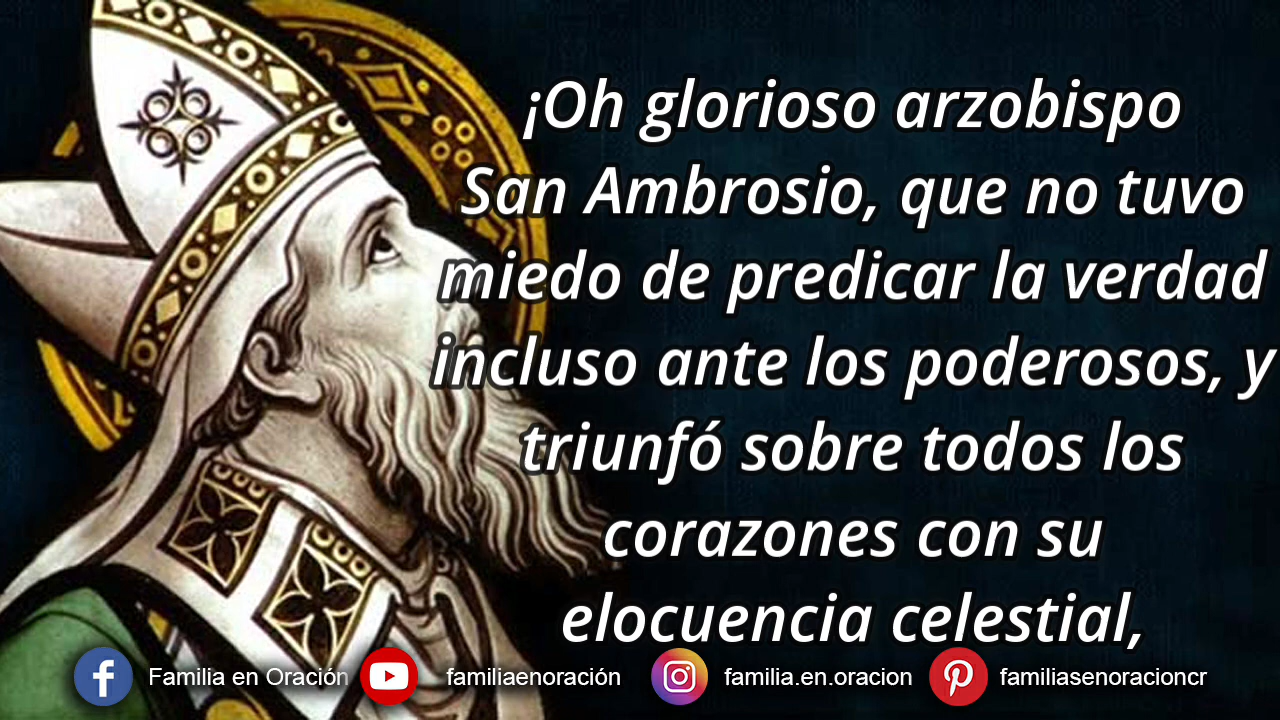 ¡Oh glorioso arzobispo
San Ambrosio, que no tuvo
miedo de predicar la verdad
incluso ante los poderosos, y
triunfó sobre todos los
corazones con su
elocuencia celestial,
Familia en Oración familiaenoración familia.en.oracion familiasenoracioncr